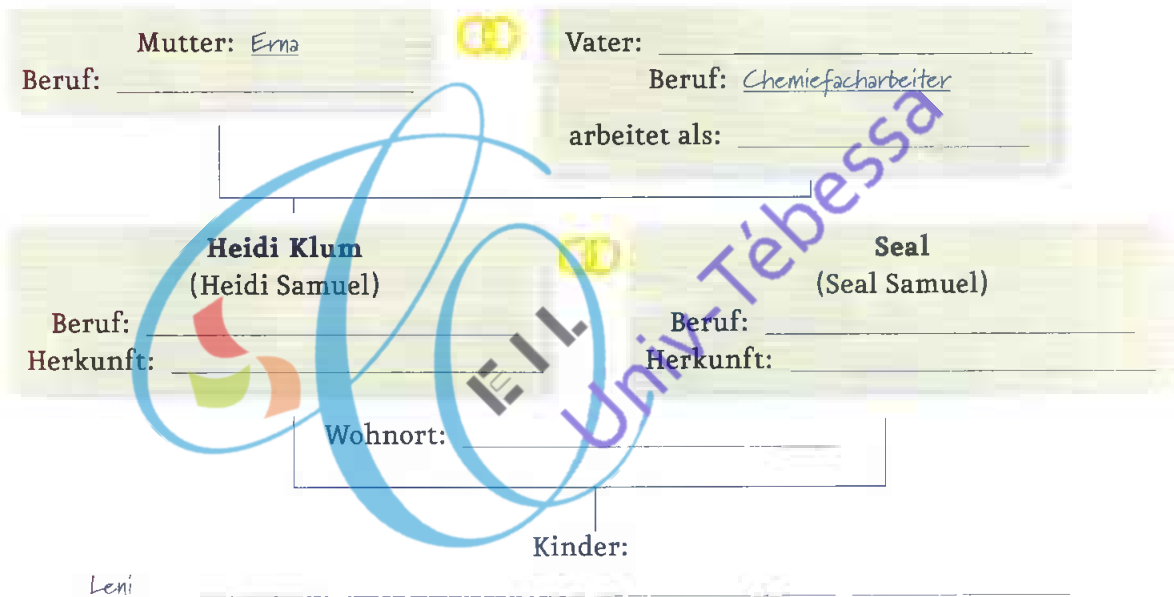 Mutter: Erna
Beruf:
Vater:
Beruf: Chemiefacharbeiter
arbeitet als:
Heidi Klum
(Heidi Samuel)
Beruf:
Herkunft:
Seal
(Seal Samuel)
Beruf:
Herkunft:
Wohnort:
Kinder:
Leni
EIL
Univ-Tébessa